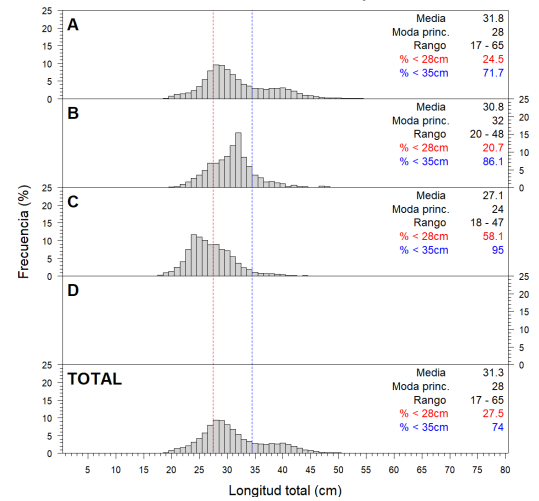 A
Media 31.8
Moda princ. 28
Rango 17 - 65
% < 28cm 24.5
% < 35cm 71.7
25
20
15
10
5
0
B
Media 30.8
Moda princ. 32
Rango 20 - 48
% < 28cm 20.7
% < 35cm 86.1
25
20
15
10
5
0
C
Media 27.1
Moda princ. 24
Rango 18 - 47
% < 28cm 58.1
% < 35cm 95
25
20
15
10
5
0
D
25
20
15
10
5
0
TOTAL
Media 31.3
Moda princ. 28
Rango 17 - 65
% < 28cm 27.5
% < 35cm 74
25
20
15
10
5
0
Frecuencia (%)
5 10 15 20 25 30 35 40 45 50 55 60 65 70 75 80
Longitud total (cm)